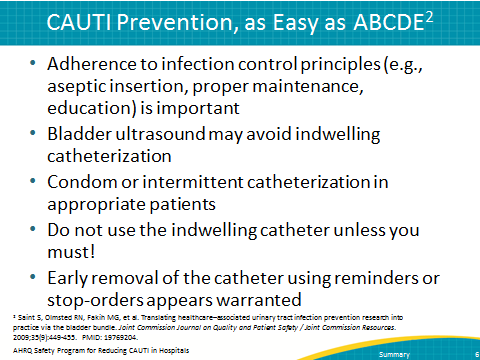 CAUTI Prevention, as Easy as ABCDE²
• Adherence to infection control principles (e.g.,
aseptic insertion, proper maintenance,
education) is important
• Bladder ultrasound may avoid indwelling
catheterization
• Condom or intermittent catheterization in
appropriate patients
• Do not use the indwelling catheter unless you
must!
• Early removal of the catheter using reminders or
stop-orders appears warranted
² Saint S, Olmsted RN, Fakih MG, et al. Translating healthcare–associated urinary tract infection prevention research into
practice via the bladder bundle. Joint Commission Journal on Quality and Patient Safety / Joint Commission Resources.
2009;35(9):449-455. PMID: 19769204.
AHRQ Safety Program for Reducing CAUTI in Hospitals
Summary 6